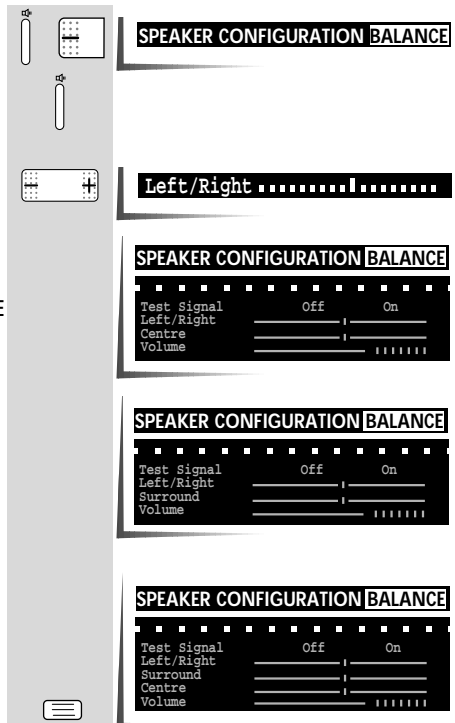 SPEAKER CONFIGURATION BALANCE
Left/Right
E
SPEAKER CONFIGURATION BALANCE
Test Signal Off On
Left/Right
Centre
Volume
SPEAKER CONFIGURATION BALANCE
Test Signal Off On
Left/Right
Surround
Volume
SPEAKER CONFIGURATION BALANCE
Test Signal Off On
Left/Right
Surround
Centre
Volume